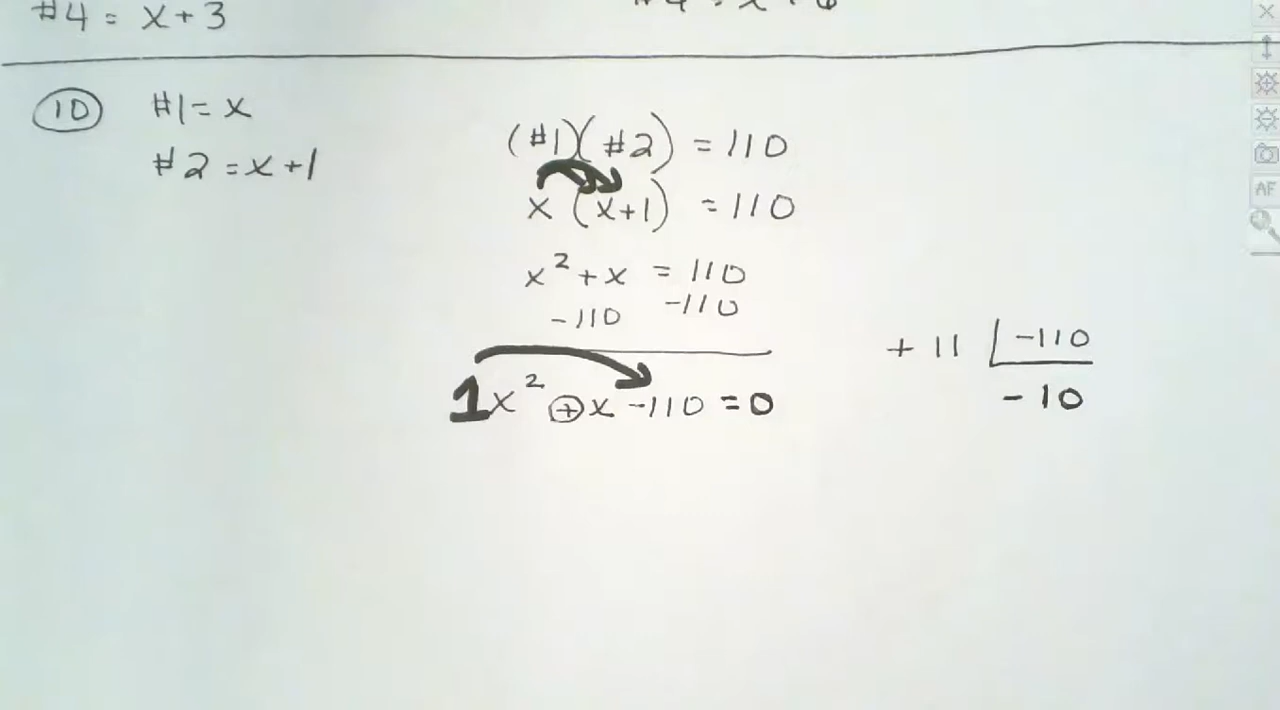 #4 = x + 3
⑩ #1 = x
#2 = x + 1
(#1)(#2) = 110
x (x+1) = 110
x² + x = 110
-110 -110
1x² + x - 110 = 0
+ 11 | -110
- 10
AF